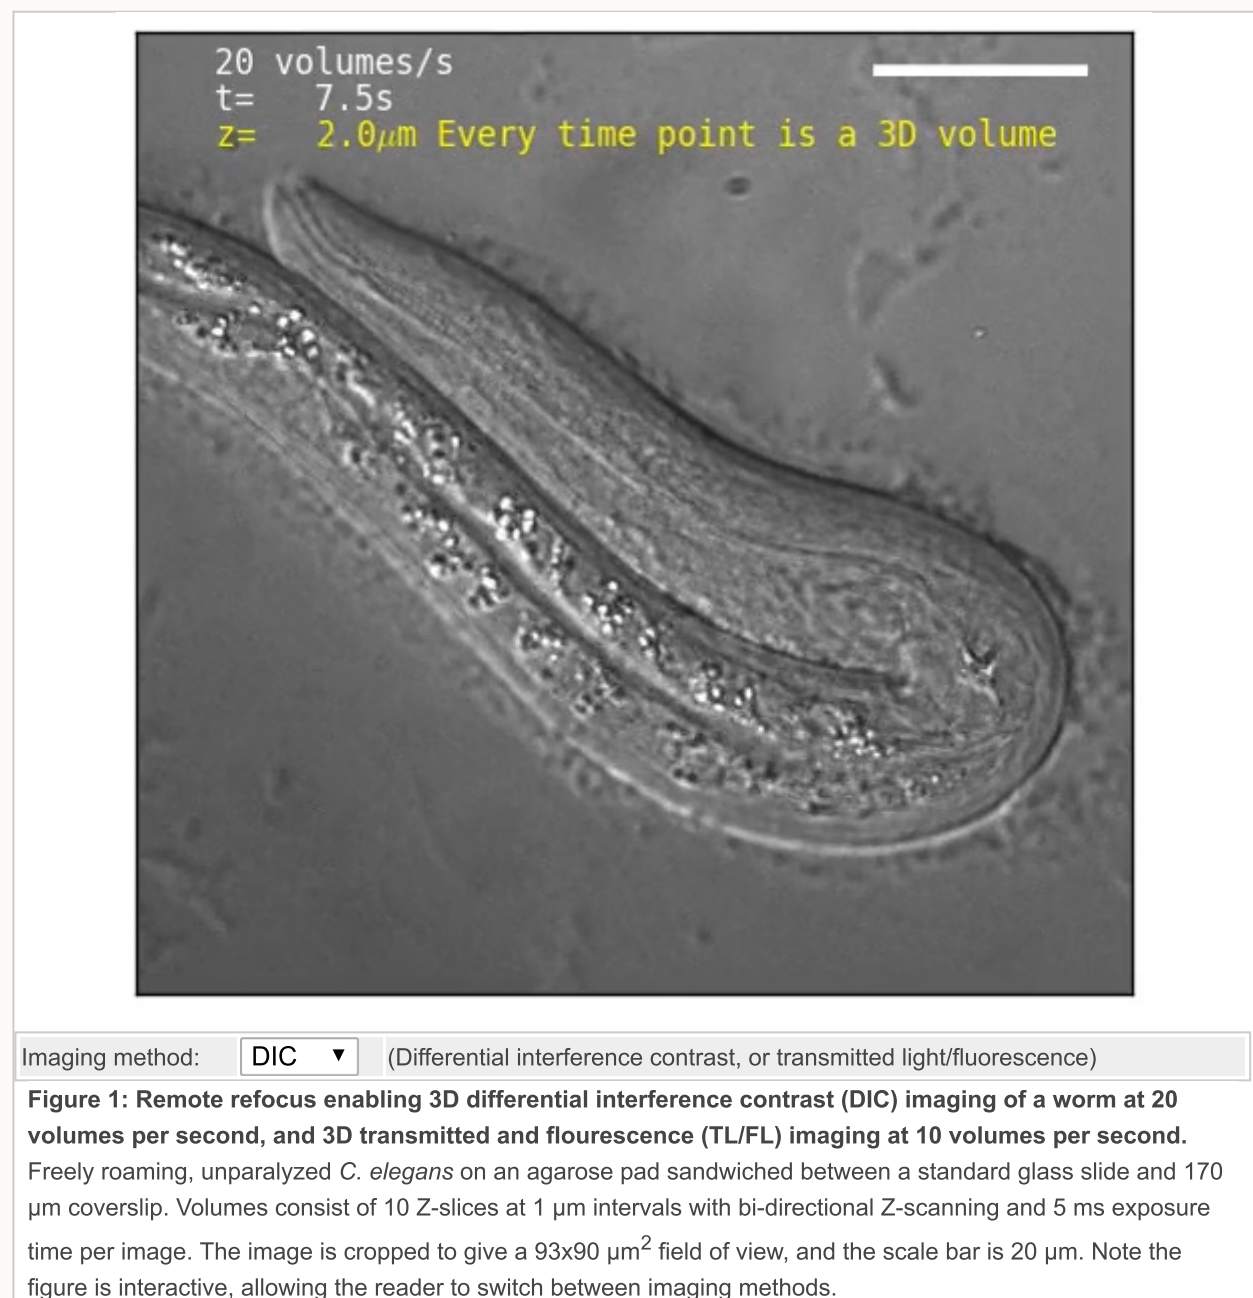 20 volumes/s
t= 7.5s
z= 2.0μm Every time point is a 3D volume
Imaging method: DIC ▼ (Differential interference contrast, or transmitted light/fluorescence)
Figure 1: Remote refocus enabling 3D differential interference contrast (DIC) imaging of a worm at 20
volumes per second, and 3D transmitted and flourescence (TL/FL) imaging at 10 volumes per second.
Freely roaming, unparalyzed C. elegans on an agarose pad sandwiched between a standard glass slide and 170
μm coverslip. Volumes consist of 10 Z-slices at 1 μm intervals with bi-directional Z-scanning and 5 ms exposure
time per image. The image is cropped to give a 93x90 μm² field of view, and the scale bar is 20 μm. Note the
figure is interactive, allowing the reader to switch between imaging methods.